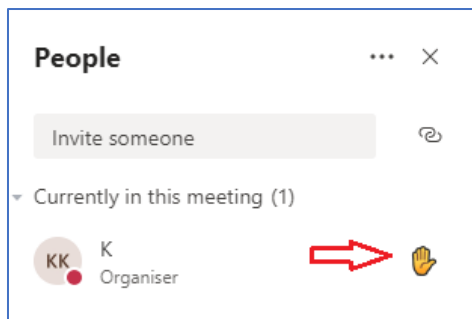 People
Invite someone
Currently in this meeting (1)
KK
K
Organiser